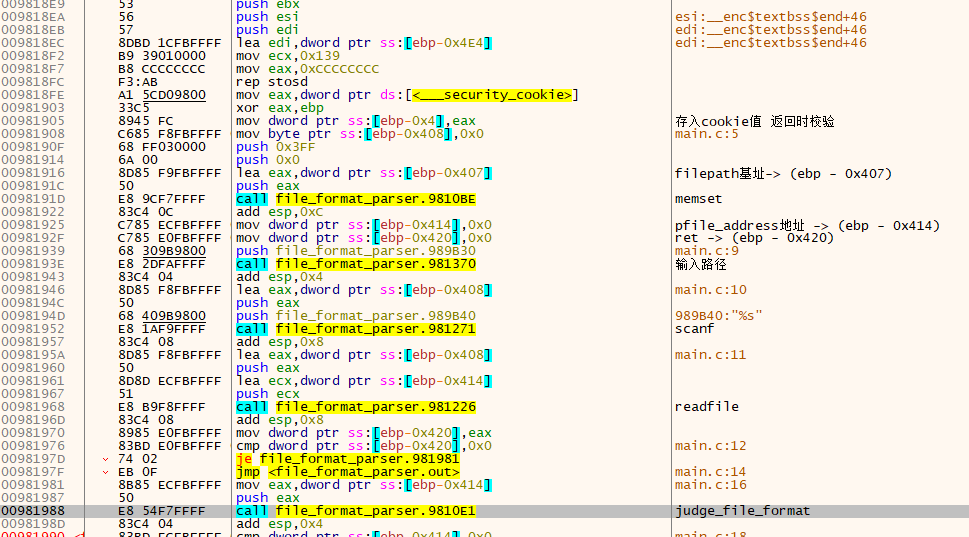 009818E9 53 push ebx
009818EA 56 push esi esi:__enc$textbss$end+46
009818EB 57 push edi edi:__enc$textbss$end+46
009818EC 8DBD 1CFBFFFF lea edi,dword ptr ss:[ebp-0x4E4] edi:__enc$textbss$end+46
009818F2 B9 39010000 mov ecx,0x139
009818F7 B8 CCCCCCCC mov eax,0xCCCCCCCC
009818FC F3:AB rep stosd
009818FE A1 5CD09800 mov eax,dword ptr ds:[<___security_cookie>]
00981903 33C5 xor eax,ebp
00981905 8945 FC mov dword ptr ss:[ebp-0x4],eax 存入cookie值 返回时校验
00981908 C685 F8FBFFFF mov byte ptr ss:[ebp-0x408],0x0 main.c:5
0098190F 68 FF030000 push 0x3FF
00981914 6A 00 push 0x0
00981916 8D85 F9FBFFFF lea eax,dword ptr ss:[ebp-0x407] filepath基址-> (ebp - 0x407)
0098191C 50 push eax
0098191D E8 9CF7FFFF call file_format_parser.9810BE memset
00981922 83C4 0C add esp,0xC
00981925 C785 ECFBFFFF mov dword ptr ss:[ebp-0x414],0x0 pfile_address地址 -> (ebp - 0x414)
0098192F C785 E0FBFFFF mov dword ptr ss:[ebp-0x420],0x0 ret -> (ebp - 0x420)
00981939 68 309B9800 push file_format_parser.989B30 main.c:9
0098193E E8 2DFAFFFF call file_format_parser.981370 输入路径
00981943 83C4 04 add esp,0x4
00981946 8D85 F8FBFFFF lea eax,dword ptr ss:[ebp-0x408] main.c:10
0098194C 50 push eax
0098194D 68 409B9800 push file_format_parser.989B40 989B40:"%s"
00981952 E8 1AF9FFFF call file_format_parser.981271 scanf
00981957 83C4 08 add esp,0x8
0098195A 8D85 F8FBFFFF lea eax,dword ptr ss:[ebp-0x408] main.c:11
00981960 50 push eax
00981961 8D8D ECFBFFFF lea ecx,dword ptr ss:[ebp-0x414]
00981967 51 push ecx
00981968 E8 B9F8FFFF call file_format_parser.981226 readfile
0098196D 83C4 08 add esp,0x8
00981970 8985 E0FBFFFF mov dword ptr ss:[ebp-0x420],eax
00981976 83BD E0FBFFFF cmp dword ptr ss:[ebp-0x420],0x0 main.c:12
0098197D 74 02 je file_format_parser.981981
0098197F EB 0F jmp <file_format_parser.out> main.c:14
00981981 8B85 ECFBFFFF mov eax,dword ptr ss:[ebp-0x414] main.c:16
00981987 50 push eax
00981988 E8 54F7FFFF call file_format_parser.9810E1 judge_file_format
0098198D 83C4 04 add esp,0x4
00981990 83BD ECFBFFFF cmp dword ptr ss:[ebp-0x414],0x0 main.c:18